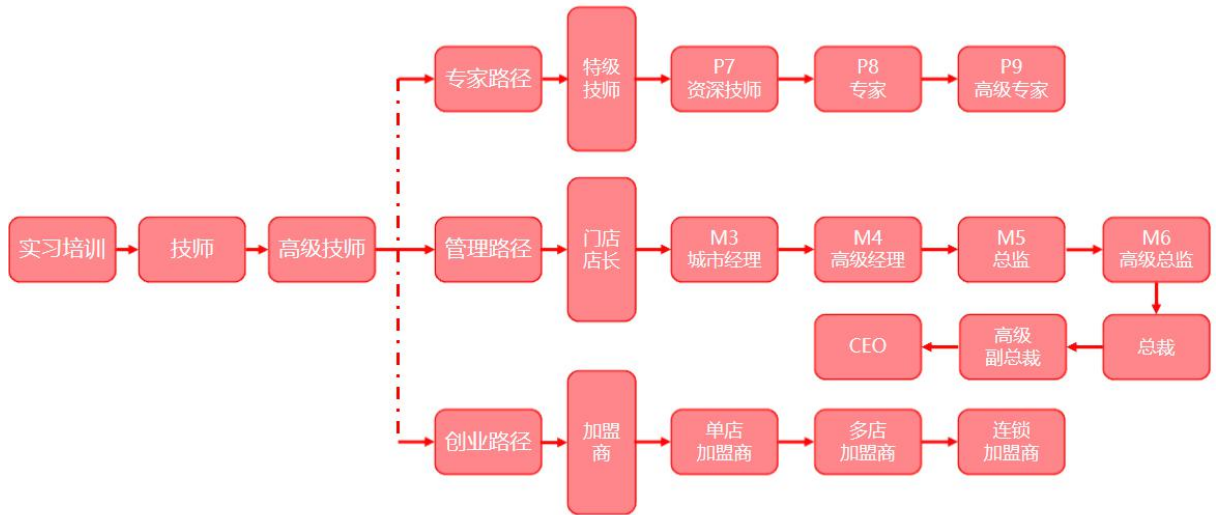 专家路径
特级
技师
P7
资深技师
P8
专家
P9
高级专家
实习培训
技师
高级技师
管理路径
门店
店长
M3
城市经理
M4
高级经理
M5
总监
M6
高级总监
总裁
高级
副总裁
CEO
创业路径
加盟
商
单店
加盟商
多店
加盟商
连锁
加盟商